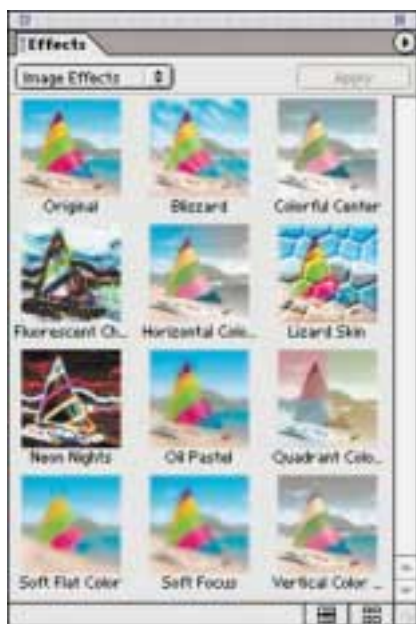 Effects
Image Effects Apply
Original Blizzard Colorful Center
Fluorescent Ch... Horizontal Colo... Lizard Skin
Neon Nights Oil Pastel Quadrant Colo...
Soft Flat Color Soft Focus Vertical Color ...